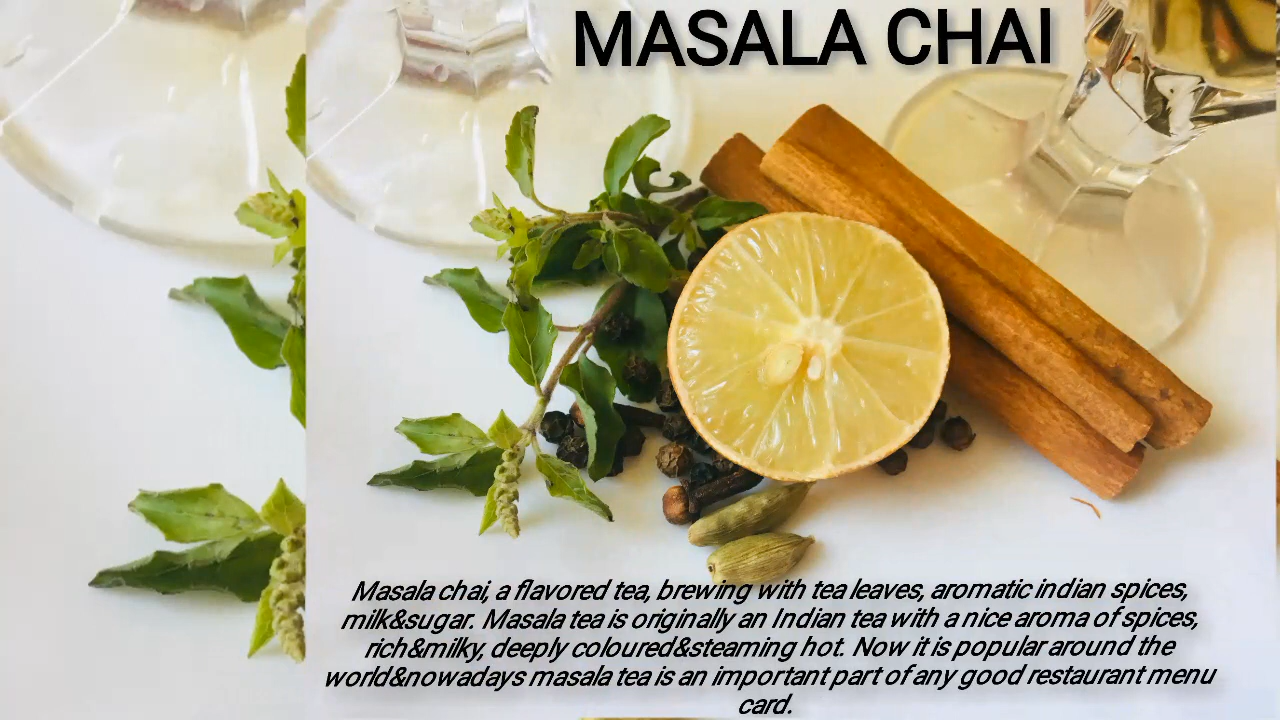 MASALA CHAI
Masala chai, a flavored tea, brewing with tea leaves, aromatic indian spices,
milk&sugar. Masala tea is originally an Indian tea with a nice aroma of spices,
rich&milky, deeply coloured&steaming hot. Now it is popular around the
world&nowadays masala tea is an important part of any good restaurant menu
card.